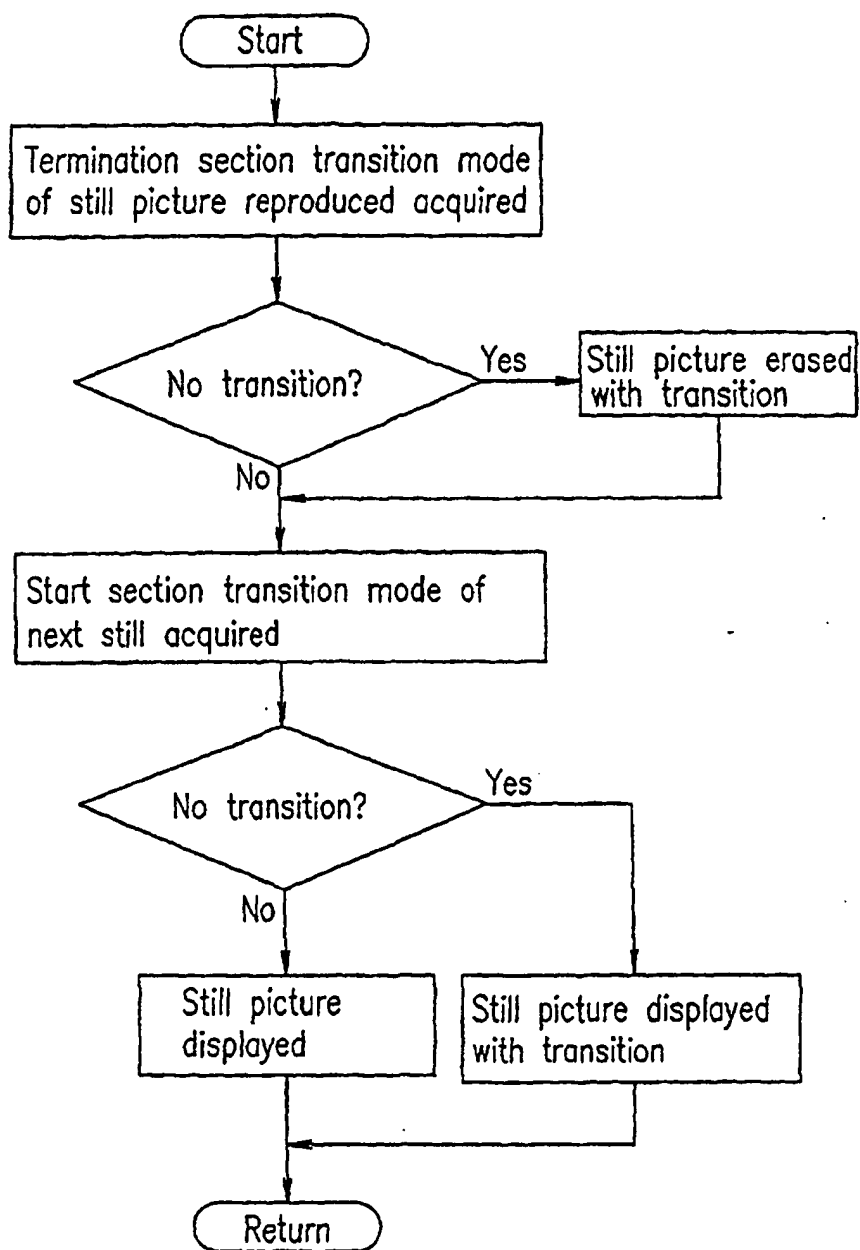 Start
Termination section transition mode
of still picture reproduced acquired
No transition?
Yes
Still picture erased
with transition
No
Start section transition mode of
next still acquired
No transition?
Yes
No
Still picture
displayed
Still picture displayed
with transition
Return